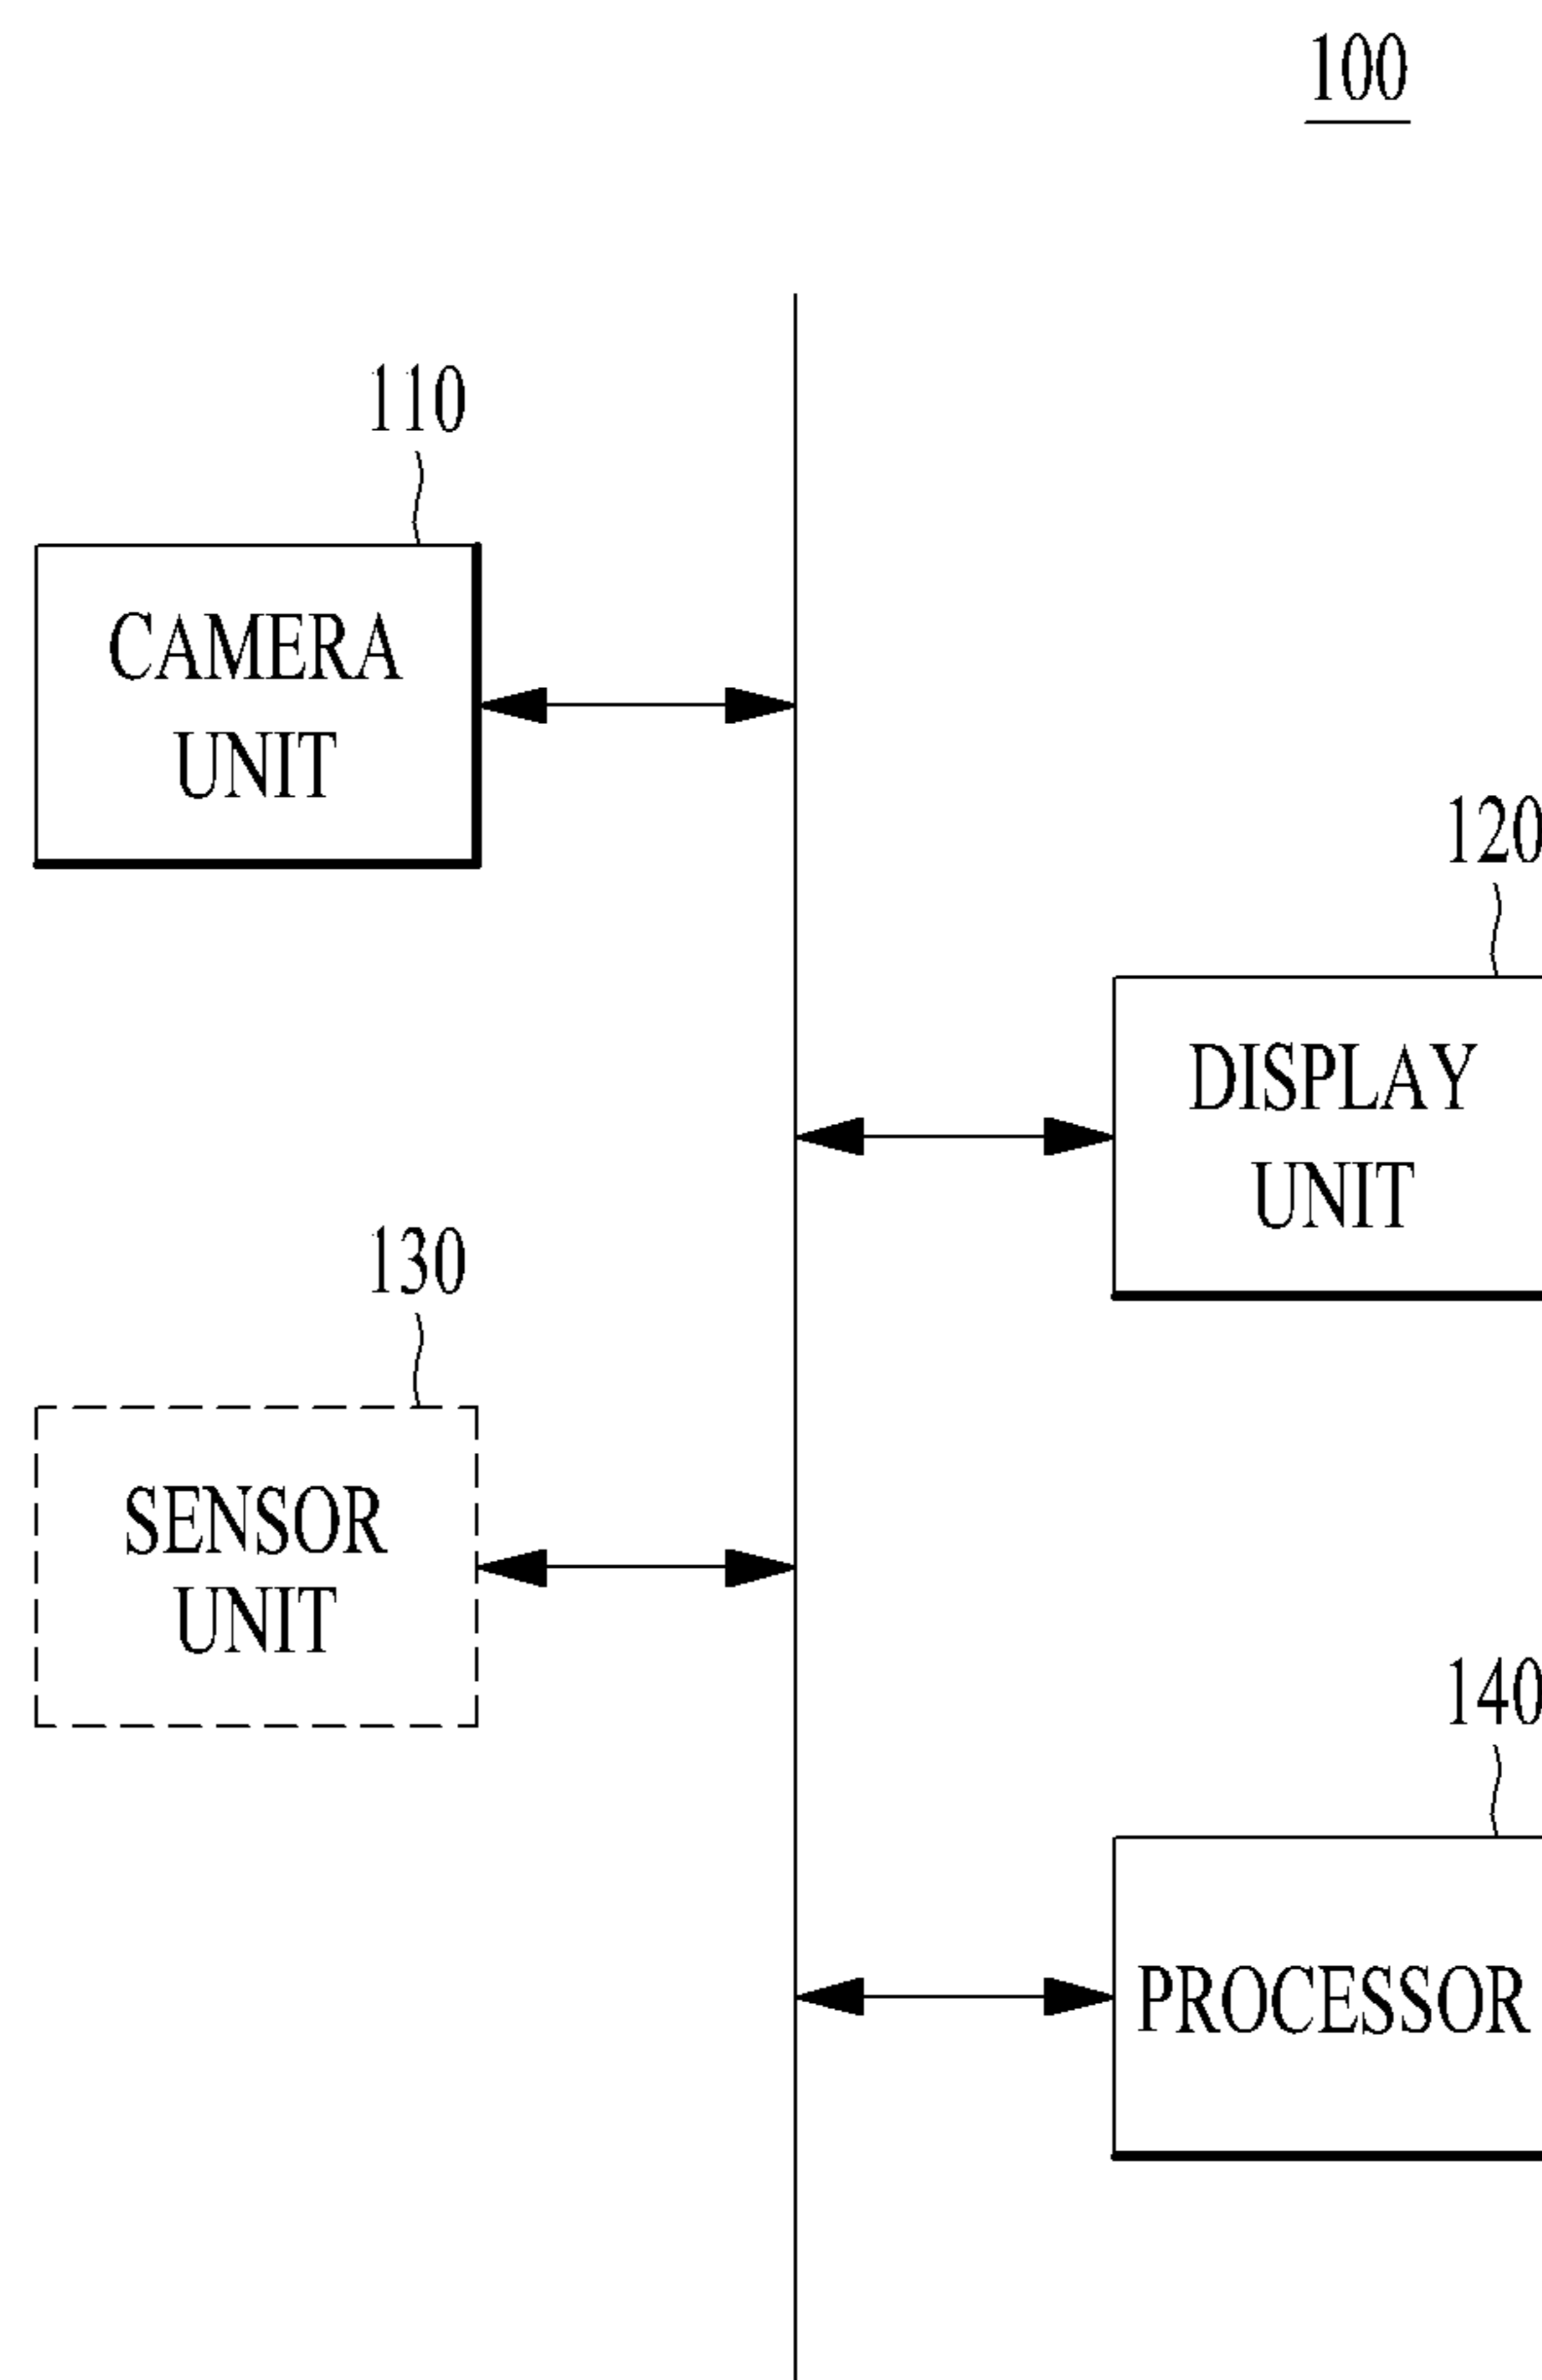 100
110
CAMERA
UNIT
120
DISPLAY
UNIT
130
SENSOR
UNIT
140
PROCESSOR